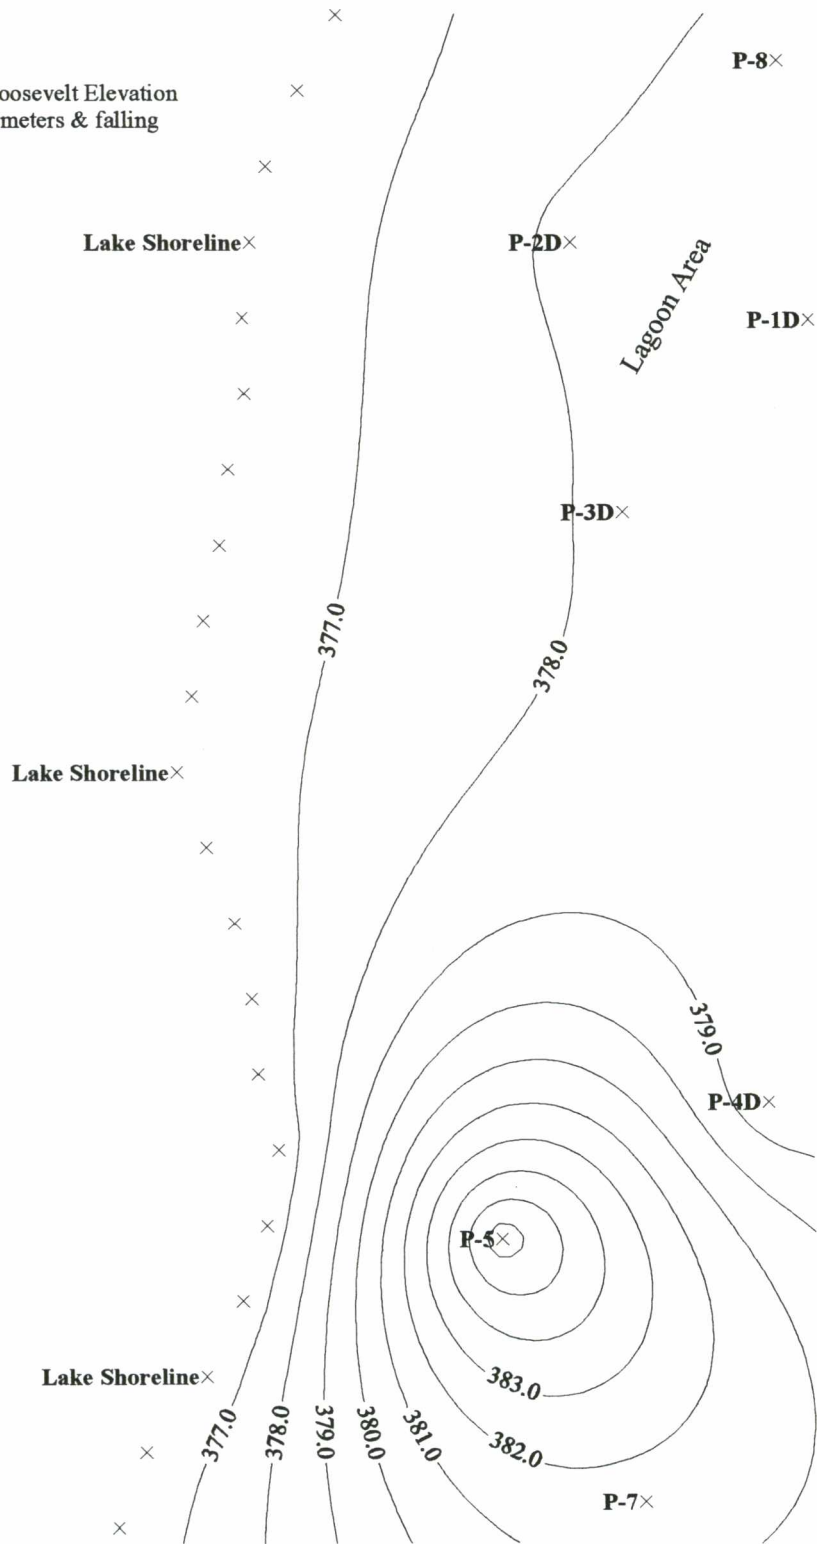 oosevelt Elevation
meters & falling
P-8
Lake Shoreline
P-2D
Lagoon Area
P-1D
P-3D
377.0
378.0
Lake Shoreline
379.0
P-4D
P-5
Lake Shoreline
383.0
377.0
378.0
379.0
380.0
381.0
382.0
P-7